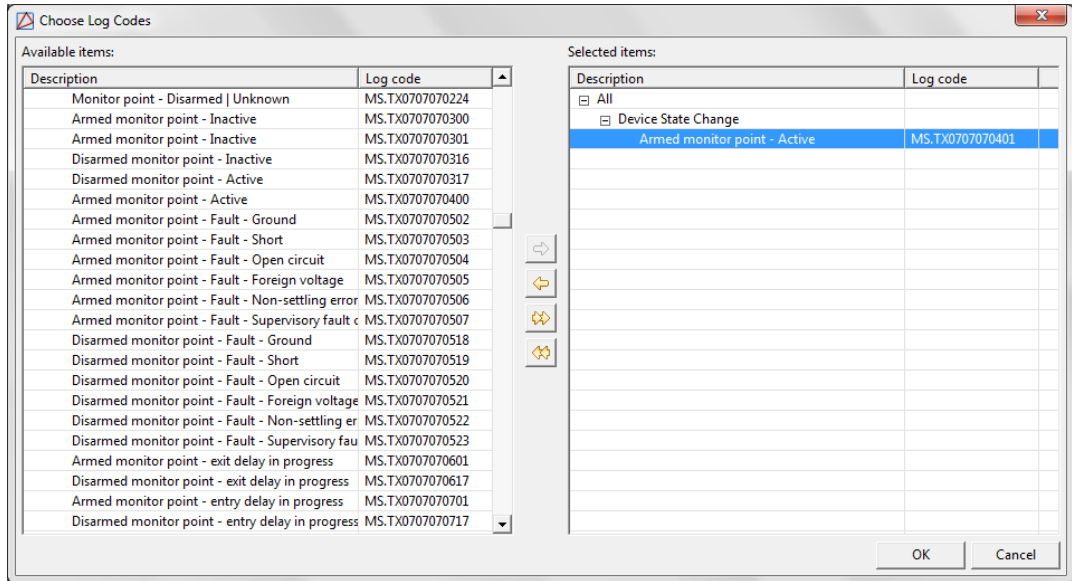 Choose Log Codes
Available items:
Description Log code
Monitor point - Disarmed | Unknown MS.TX0707070224
Armed monitor point - Inactive MS.TX0707070300
Armed monitor point - Inactive MS.TX0707070301
Disarmed monitor point - Inactive MS.TX0707070316
Disarmed monitor point - Active MS.TX0707070317
Armed monitor point - Active MS.TX0707070400
Armed monitor point - Fault - Ground MS.TX0707070502
Armed monitor point - Fault - Short MS.TX0707070503
Armed monitor point - Fault - Open circuit MS.TX0707070504
Armed monitor point - Fault - Foreign voltage MS.TX0707070505
Armed monitor point - Fault - Non-settling error MS.TX0707070506
Armed monitor point - Fault - Supervisory fault c MS.TX0707070507
Disarmed monitor point - Fault - Ground MS.TX0707070518
Disarmed monitor point - Fault - Short MS.TX0707070519
Disarmed monitor point - Fault - Open circuit MS.TX0707070520
Disarmed monitor point - Fault - Foreign voltage MS.TX0707070521
Disarmed monitor point - Fault - Non-settling er MS.TX0707070522
Disarmed monitor point - Fault - Supervisory fau MS.TX0707070523
Armed monitor point - exit delay in progress MS.TX0707070601
Disarmed monitor point - exit delay in progress MS.TX0707070617
Armed monitor point - entry delay in progress MS.TX0707070701
Disarmed monitor point - entry delay in progress MS.TX0707070717
Selected items:
Description Log code
All
Device State Change
Armed monitor point - Active MS.TX0707070401
OK Cancel